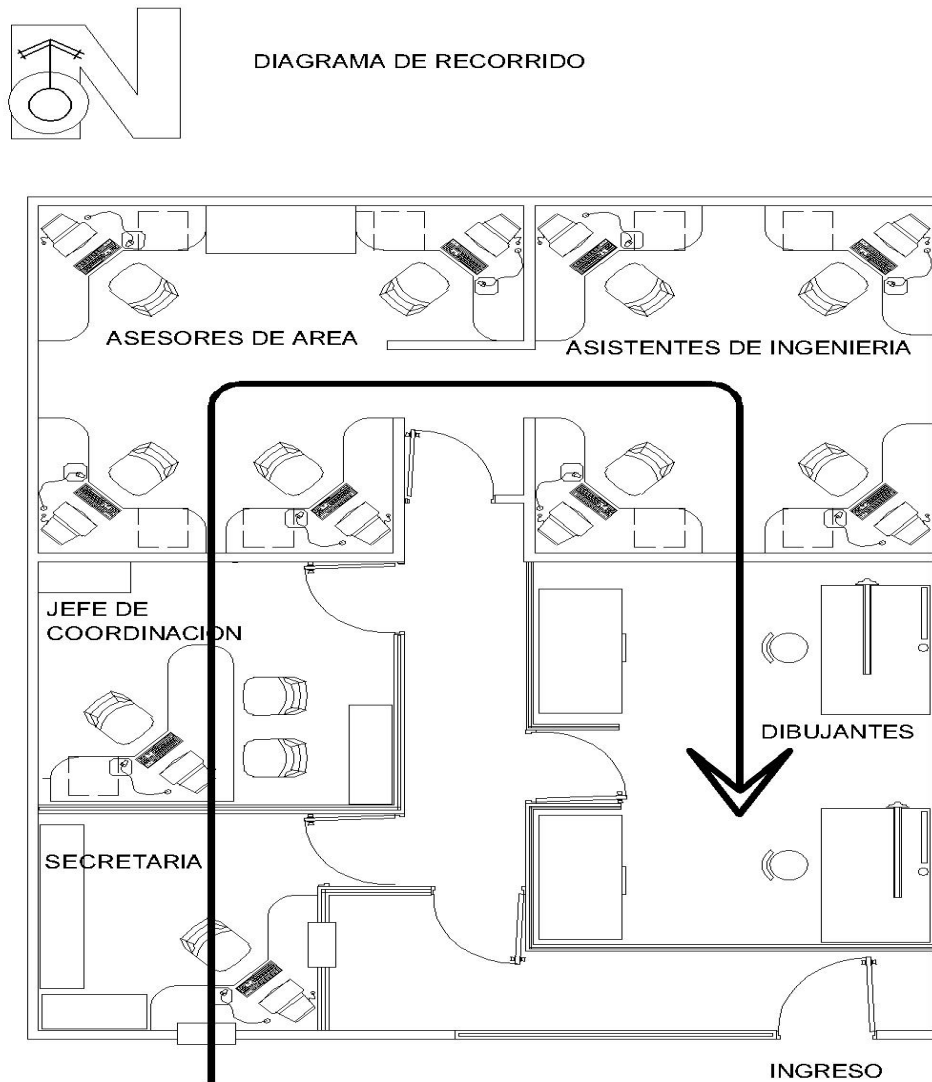 N
DIAGRAMA DE RECORRIDO
ASESORES DE AREA
ASISTENTES DE INGENIERIA
JEFE DE
COORDINACION
DIBUJANTES
SECRETARIA
INGRESO